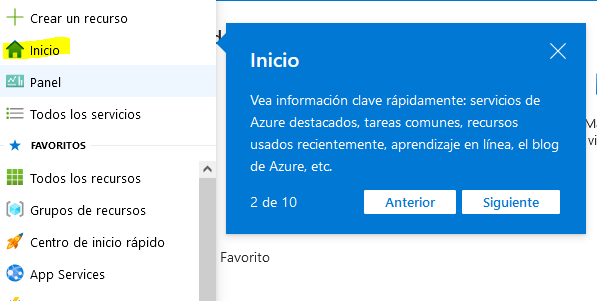 Crear un recurso
Inicio
Panel
Todos los servicios
FAVORITOS
Todos los recursos
Grupos de recursos
Centro de inicio rápido
App Services
Inicio
Vea información clave rápidamente: servicios de
Azure destacados, tareas comunes, recursos
usados recientemente, aprendizaje en línea, el blog
de Azure, etc.
2 de 10
Anterior
Siguiente
Favorito